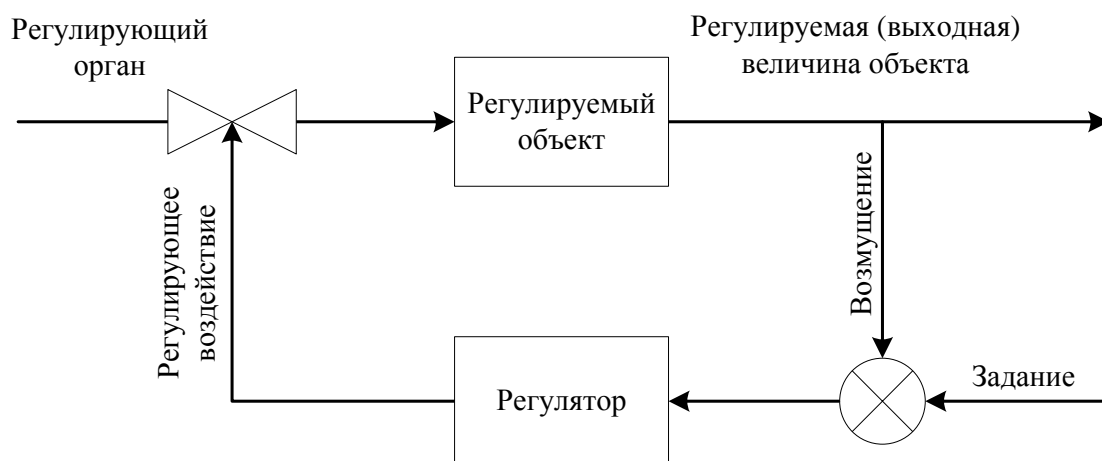 Регулирующий
орган
Регулируемый
объект
Регулируемая (выходная)
величина объекта
Регулирующее
воздействие
Возмущение
Регулятор
Задание